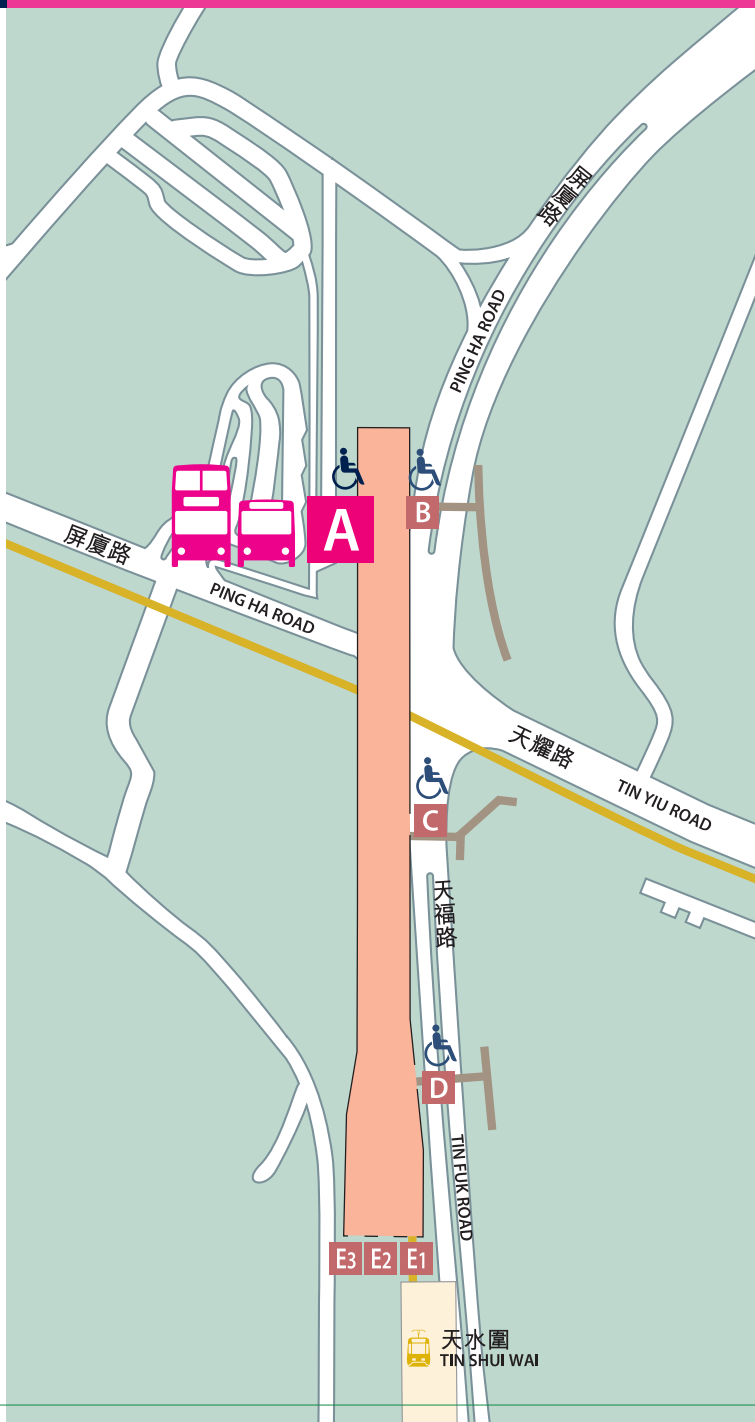 屏廈路
PING HA ROAD
B
A
屏廈路
PING HA ROAD
天耀路
TIN YIU ROAD
C
天福路
D
TIN FUK ROAD
E3 E2 E1
天水圍
TIN SHUI WAI